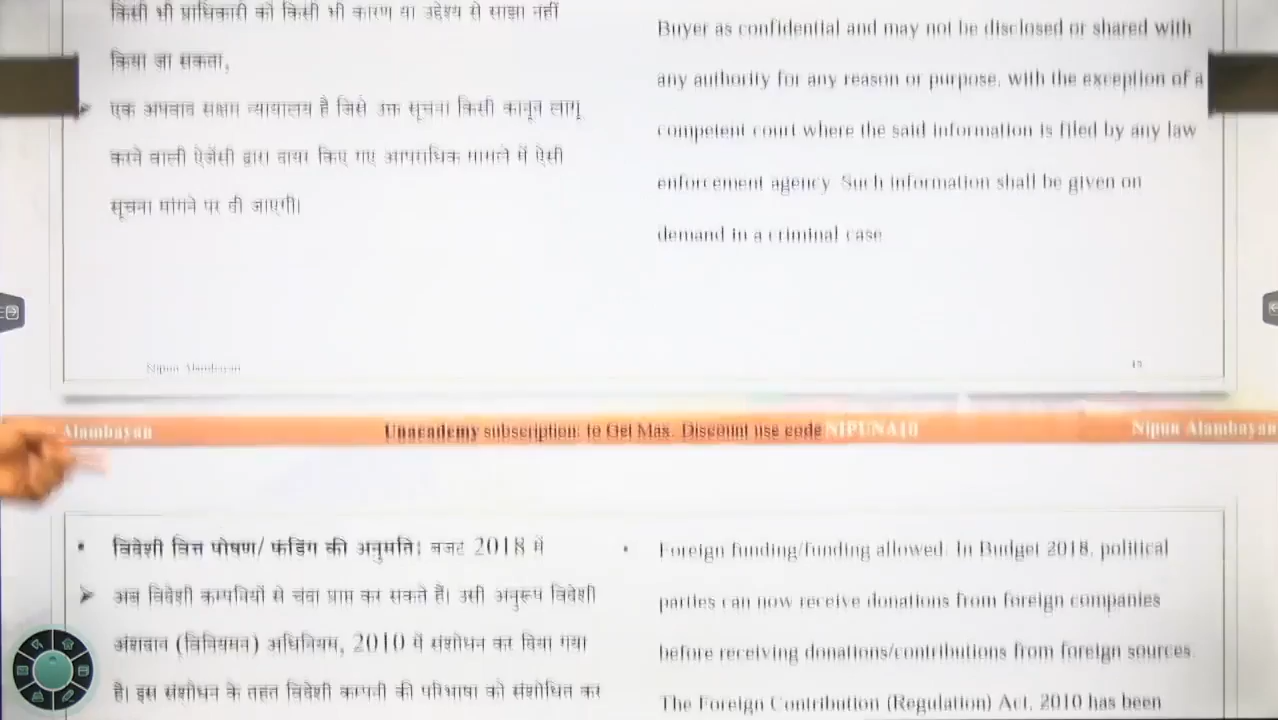 किसी भी प्राधिकारी को किसी भी कारण या उद्देश्य से साझा नहीं
किया जा सकता,
एक अपवाद सक्षम न्यायालय है जिसे उक्त सूचना किसी कानून लागू
करने वाली ऐजेंसी द्वारा दायर किए गए आपराधिक मामले में ऐसी
सूचना मांगने पर दी जाएगी।
Buyer as confidential and may not be disclosed or shared with
any authority for any reason or purpose, with the exception of a
competent court where the said information is filed by any law
enforcement agency. Such information shall be given on
demand in a criminal case
Nipun Alambayan
Alambayan
Unacademy subscription: to Get Max. Discount use code NIPUNA10
Nipun Alambayan
विदेशी वित्त पोषण/ फंडिंग की अनुमति: बजट 2018 में
अब विदेशी कम्पनियों से चंदा प्राप्त कर सकते हैं। उसी अनुरूप विदेशी
अंशदान (विनियमन) अधिनियम, 2010 में संशोधन कर दिया गया
है। इस संशोधन के तहत विदेशी कम्पनी की परिभाषा को संशोधित कर
Foreign funding/funding allowed: In Budget 2018, political
parties can now receive donations from foreign companies
before receiving donations/contributions from foreign sources.
The Foreign Contribution (Regulation) Act, 2010 has been